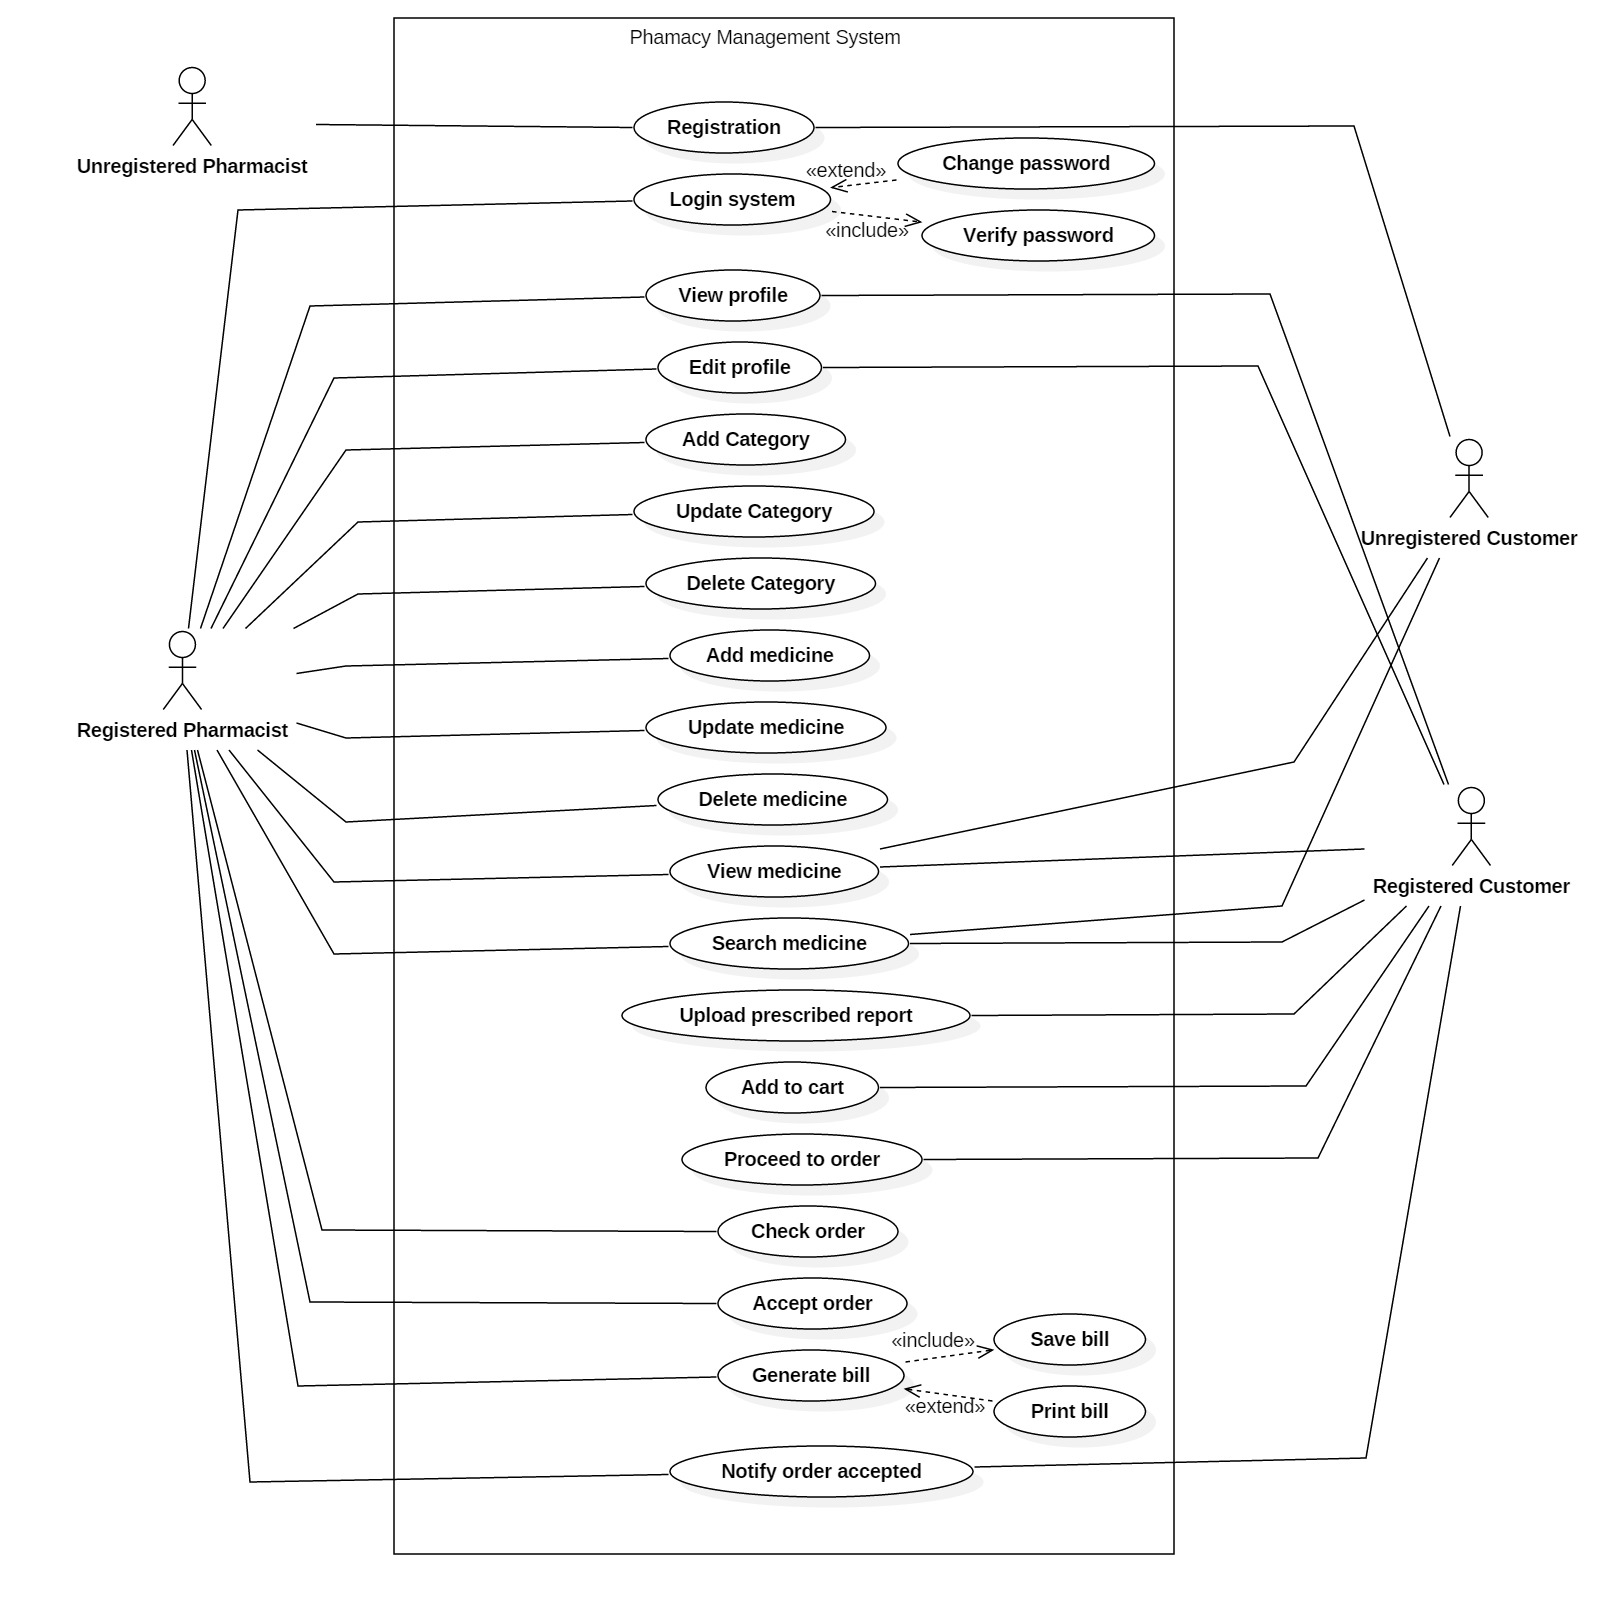 Phamacy Management System
Unregistered Pharmacist
Registration
«extend»
Change password
Login system
«include»
Verify password
View profile
Edit profile
Add Category
Update Category
Unregistered Customer
Delete Category
Add medicine
Registered Pharmacist
Update medicine
Delete medicine
View medicine
Registered Customer
Search medicine
Upload prescribed report
Add to cart
Proceed to order
Check order
Accept order
«include»
Save bill
Generate bill
«extend»
Print bill
Notify order accepted